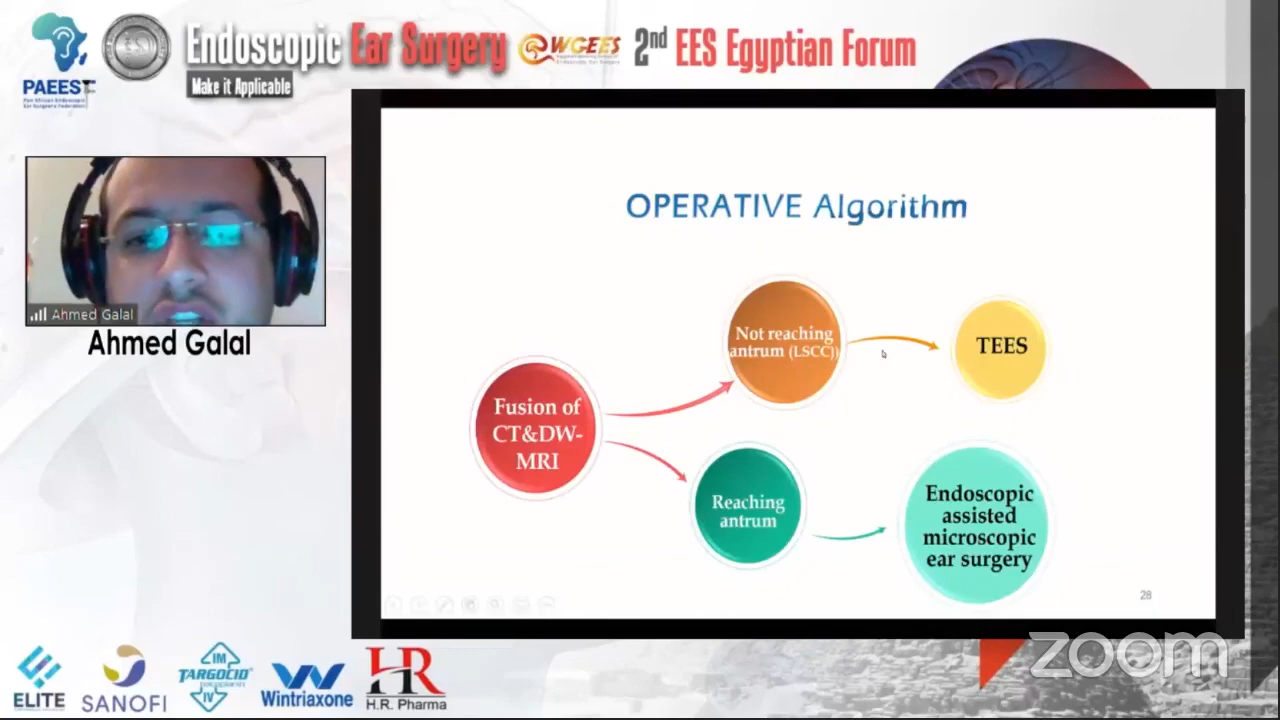 PAEEST
Endoscopic Ear Surgery
Make it Applicable
WGEES
2nd EES Egyptian Forum
Ahmed Galal
Ahmed Galal
OPERATIVE Algorithm
Fusion of
CT&DW-
MRI
Not reaching
antrum (LSCC))
TEES
Reaching
antrum
Endoscopic
assisted
microscopic
ear surgery
28
ELITE
SANOFI
IM
TARGOCID
IV
Wintriaxone
HR
H.R. Pharma
zoom